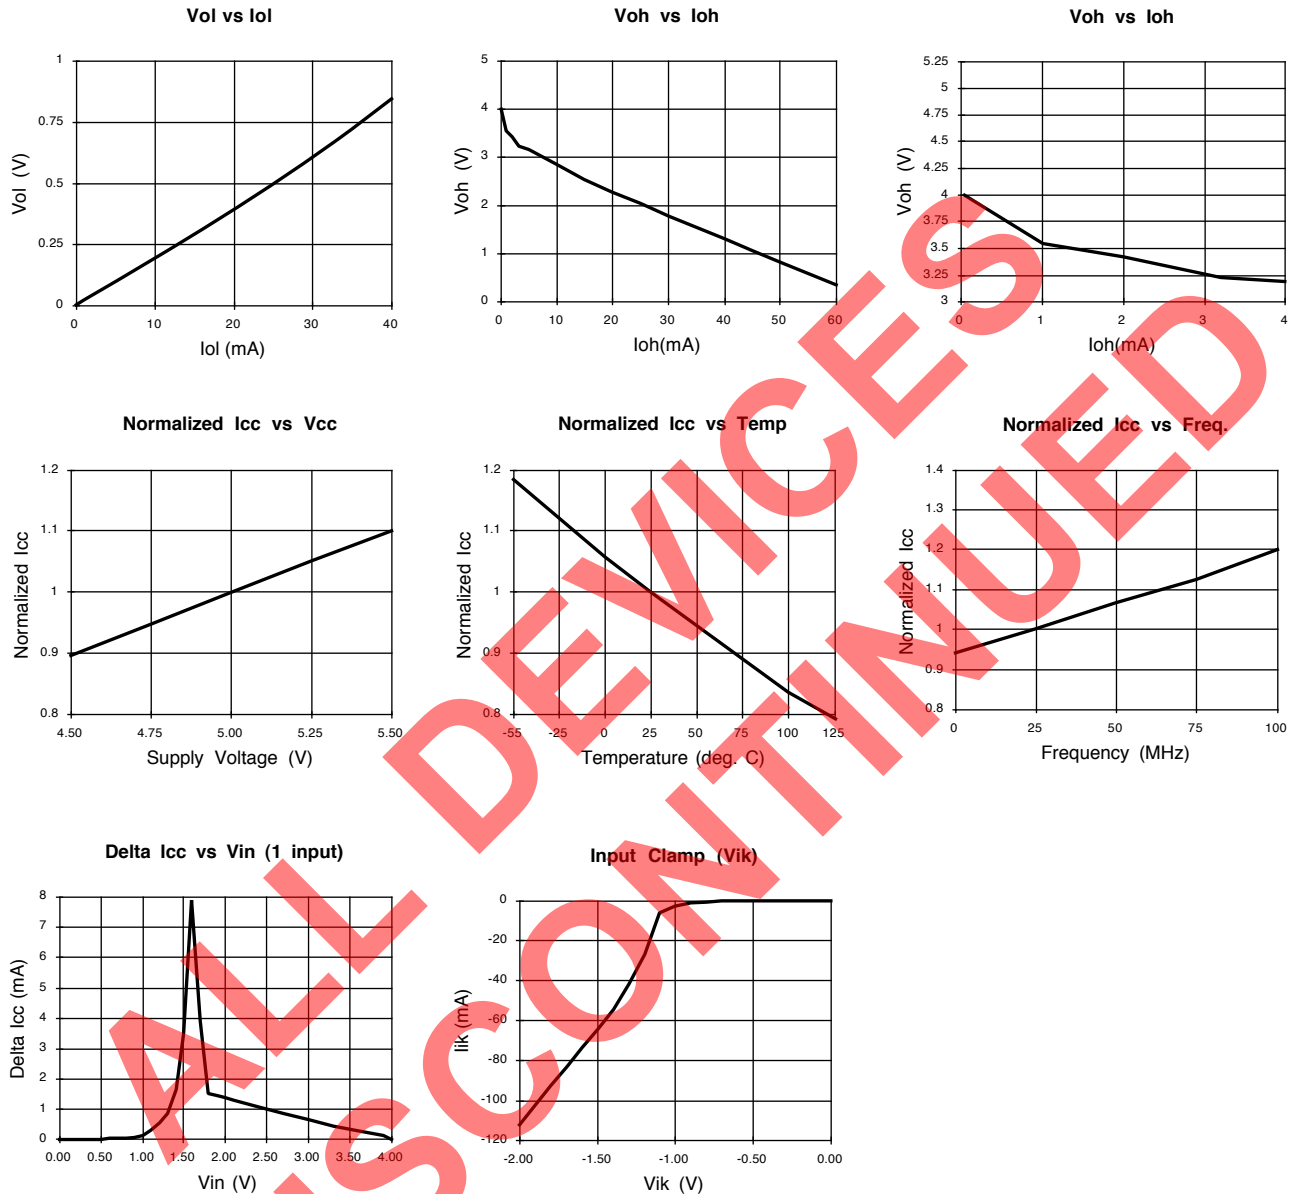 Vol vs Iol
Vol (V)
1
0.75
0.5
0.25
0
0 10 20 30 40
Iol (mA)
Voh vs Ioh
Voh (V)
5
4
3
2
1
0
0 10 20 30 40 50 60
Ioh(mA)
Voh vs Ioh
Voh (V)
5.25
5
4.75
4.5
4.25
4
3.75
3.5
3.25
3
0 1 2 3 4
Ioh(mA)
Normalized Icc vs Vcc
Normalized Icc
1.2
1.1
1
0.9
0.8
4.50 4.75 5.00 5.25 5.50
Supply Voltage (V)
Normalized Icc vs Temp
Normalized Icc
1.2
1.1
1
0.9
0.8
-55 -25 0 25 50 75 100 125
Temperature (deg. C)
Normalized Icc vs Freq.
Normalized Icc
1.4
1.3
1.2
1.1
1
0.9
0.8
0 25 50 75 100
Frequency (MHz)
Delta Icc vs Vin (1 input)
Delta Icc (mA)
8
7
6
5
4
3
2
1
0
0.00 0.50 1.00 1.50 2.00 2.50 3.00 3.50 4.00
Vin (V)
Input Clamp (Vik)
Iik (mA)
0
-20
-40
-60
-80
-100
-120
-2.00 -1.50 -1.00 -0.50 0.00
Vik (V)
ALL DEVICES
SCONTINUED